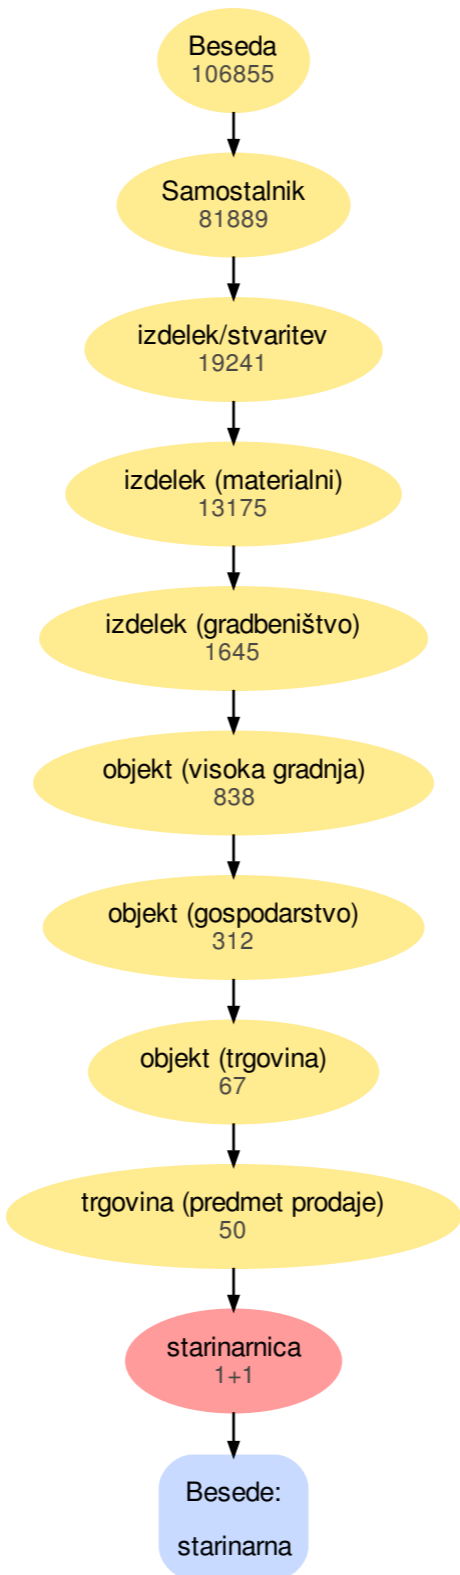 Beseda
106855
Samostalnik
81889
izdelek/stvaritev
19241
izdelek (materialni)
13175
izdelek (gradbeništvo)
1645
objekt (visoka gradnja)
838
objekt (gospodarstvo)
312
objekt (trgovina)
67
trgovina (predmet prodaje)
50
starinarnica
1+1
Besede:
starinarna